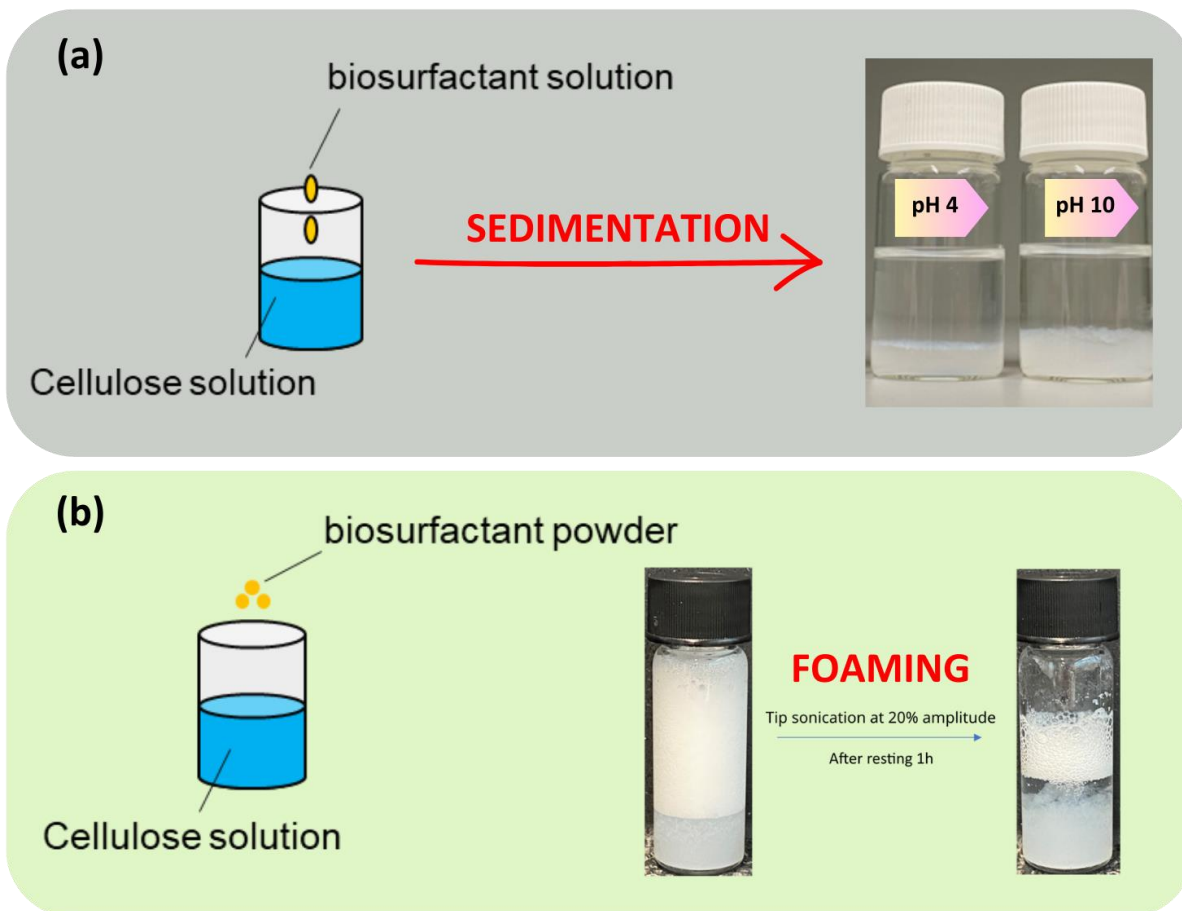 (a)
biosurfactant solution
SEDIMENTATION
pH 4
pH 10
Cellulose solution
(b)
biosurfactant powder
FOAMING
Tip sonication at 20% amplitude
After resting 1h
Cellulose solution